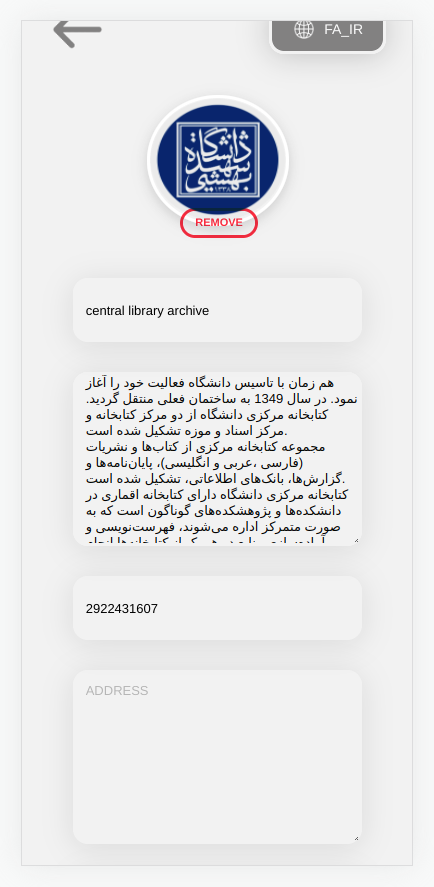 FA_IR
دانشگاه
شهید
بهشتی
۱۳۳۸
REMOVE
central library archive
هم زمان با تاسیس دانشگاه فعالیت خود را آغاز
نمود. در سال 1349 به ساختمان فعلی منتقل گردید.
کتابخانه مرکزی دانشگاه از دو مرکز کتابخانه و
مرکز اسناد و موزه تشکیل شده است.
مجموعه کتابخانه مرکزی از کتاب‌ها و نشریات
(فارسی ،عربی و انگلیسی)، پایان‌نامه‌ها و
گزارش‌ها، بانک‌های اطلاعاتی، تشکیل شده است.
کتابخانه مرکزی دانشگاه دارای کتابخانه اقماری در
دانشکده‌ها و پژوهشکده‌های گوناگون است که به
صورت متمرکز اداره می‌شوند، فهرست‌نویسی و
2922431607
ADDRESS